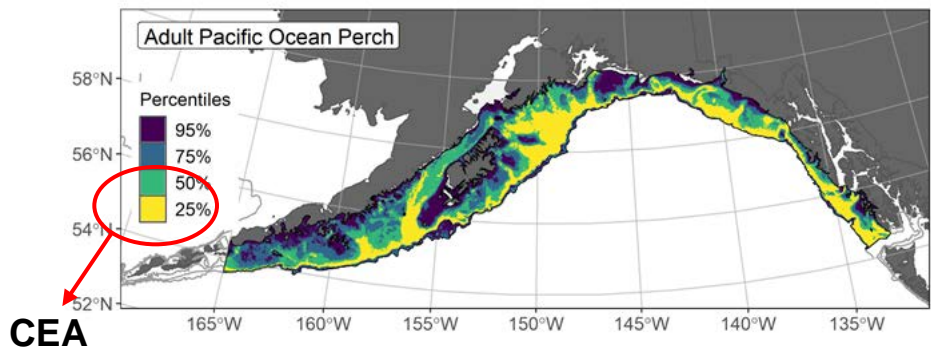 Adult Pacific Ocean Perch
58°N
Percentiles
95%
75%
56°N
50%
25%
54°N
52°N
CEA
165°W
160°W
155°W
150°W
145°W
140°W
135°W